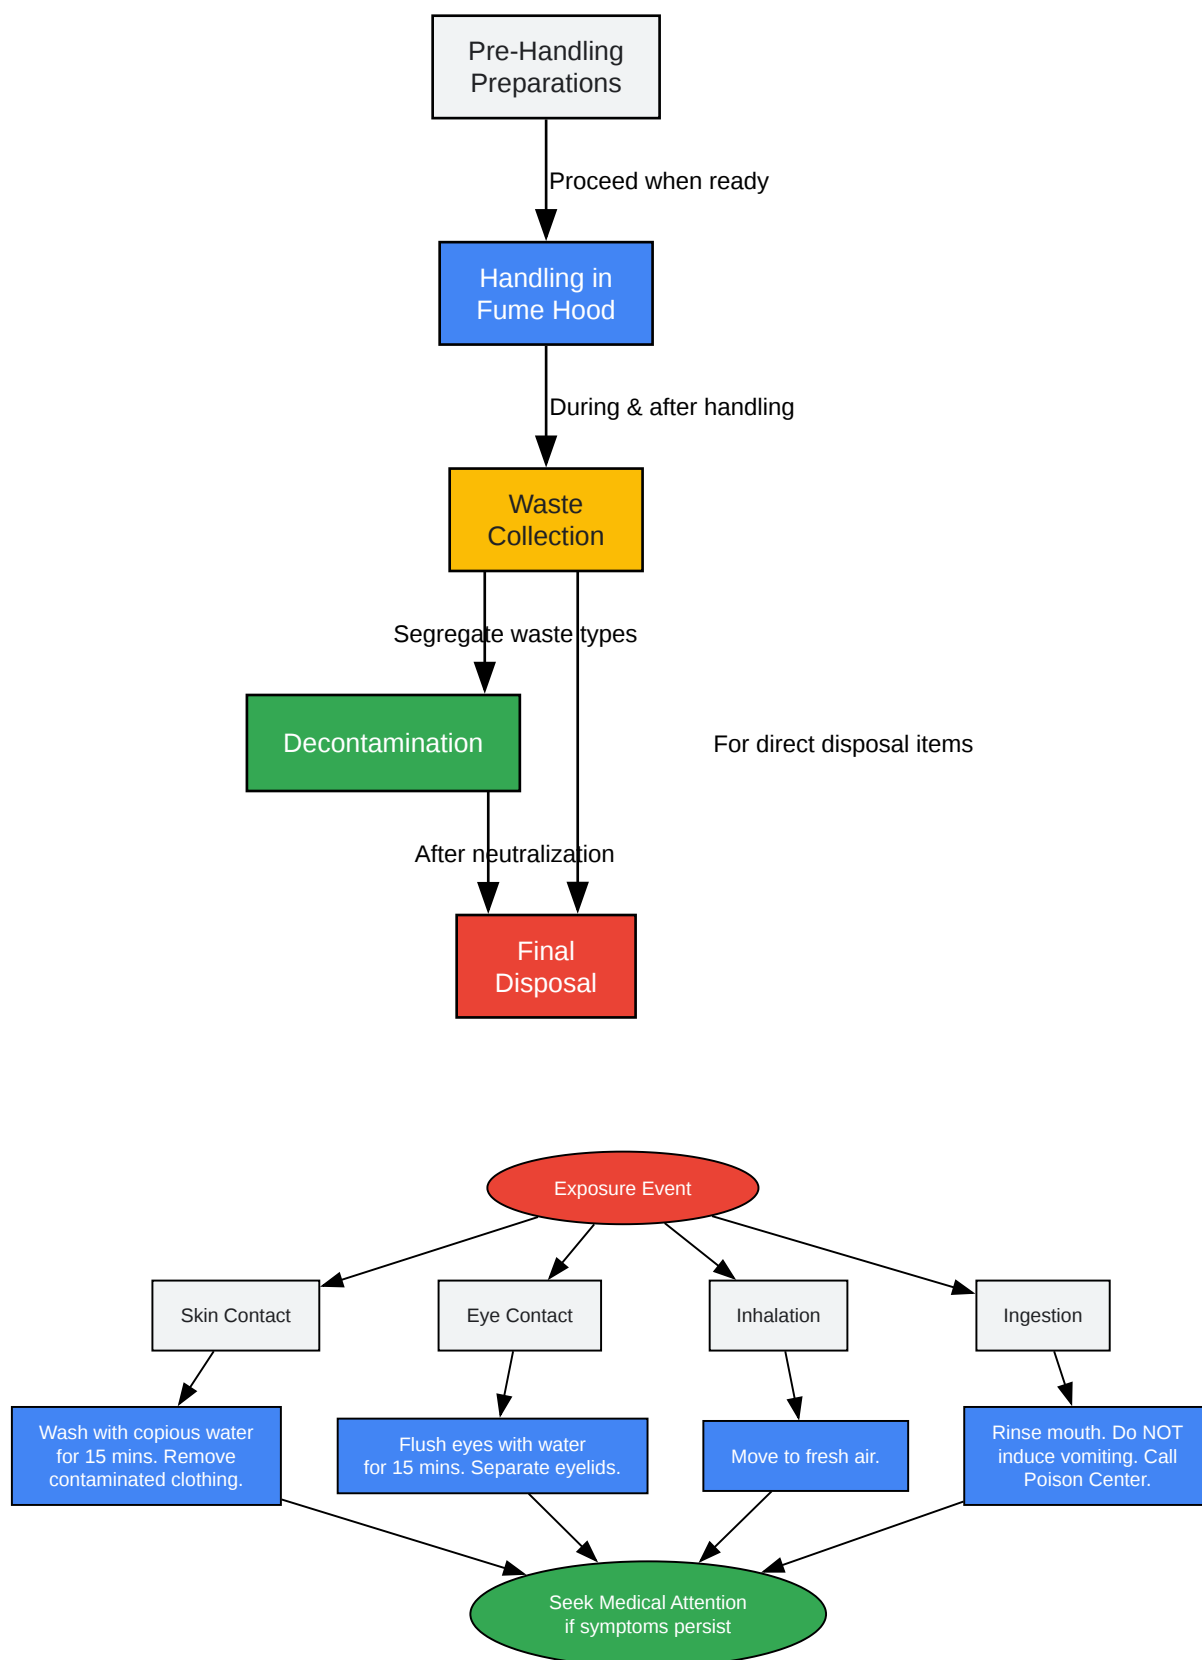 Pre-Handling
Preparations
Proceed when ready
Handling in
Fume Hood
During & after handling
Waste
Collection
Segregate waste types
Decontamination
For direct disposal items
After neutralization
Final
Disposal
Exposure Event
Skin Contact
Eye Contact
Inhalation
Ingestion
Wash with copious water
for 15 mins. Remove
contaminated clothing.
Flush eyes with water
for 15 mins. Separate eyelids.
Move to fresh air.
Rinse mouth. Do NOT
induce vomiting. Call
Poison Center.
Seek Medical Attention
if symptoms persist